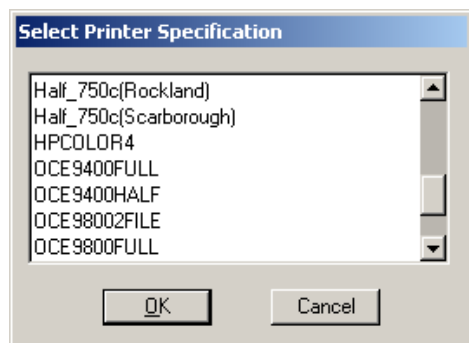 Select Printer Specification
Half_750c(Rockland)
Half_750c(Scarborough)
HPCOLOR4
OCE9400FULL
OCE9400HALF
OCE98002FILE
OCE9800FULL
OK
Cancel